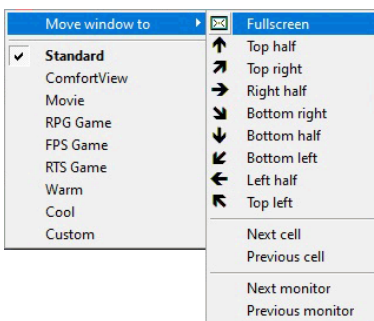 Move window to
Standard
ComfortView
Movie
RPG Game
FPS Game
RTS Game
Warm
Cool
Custom
Fullscreen
Top half
Top right
Right half
Bottom right
Bottom half
Bottom left
Left half
Top left
Next cell
Previous cell
Next monitor
Previous monitor